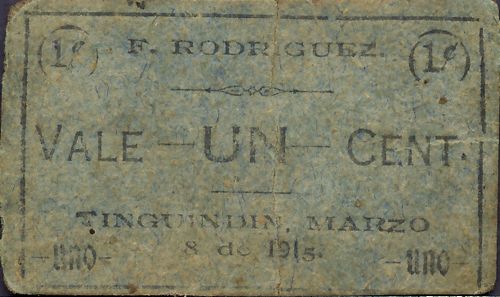 1¢ F. RODRIGUEZ. 1¢
VALE — UN — CENT.
TINGUINDIN, MARZO
8 de 1915.
-uno- -uno-